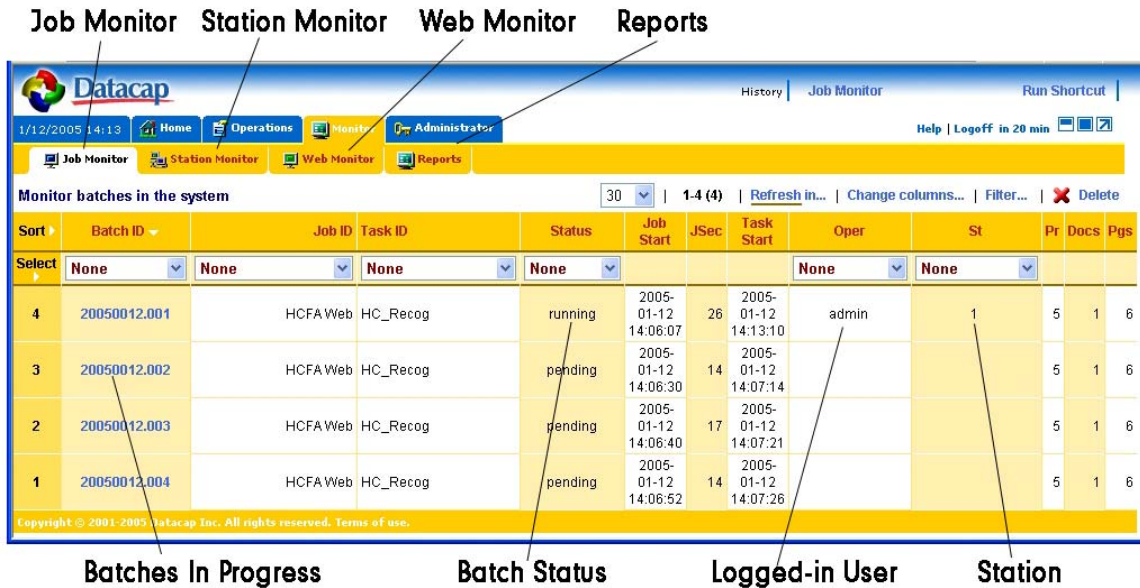 Job Monitor Station Monitor Web Monitor Reports
Datacap
History Job Monitor Run Shortcut
1/12/2005 14:13 Home Operations Monitor Administrator Help | Logoff in 20 min
Job Monitor Station Monitor Web Monitor Reports
Monitor batches in the system 30 | 1-4 (4) | Refresh in... | Change columns... | Filter... | Delete
Sort Batch ID Job ID Task ID Status Job Start JSec Task Start Oper St Pr Docs Pgs
Select None None None None None None
4 20050012.001 HCFA Web HC_Recog running 2005-01-12 14:06:07 26 2005-01-12 14:13:10 admin 1 5 1 6
3 20050012.002 HCFA Web HC_Recog pending 2005-01-12 14:06:30 14 2005-01-12 14:07:14 5 1 6
2 20050012.003 HCFA Web HC_Recog pending 2005-01-12 14:06:40 17 2005-01-12 14:07:21 5 1 6
1 20050012.004 HCFA Web HC_Recog pending 2005-01-12 14:06:52 14 2005-01-12 14:07:26 5 1 6
Copyright © 2001-2005 Datacap Inc. All rights reserved. Terms of use.
Batches In Progress Batch Status Logged-in User Station